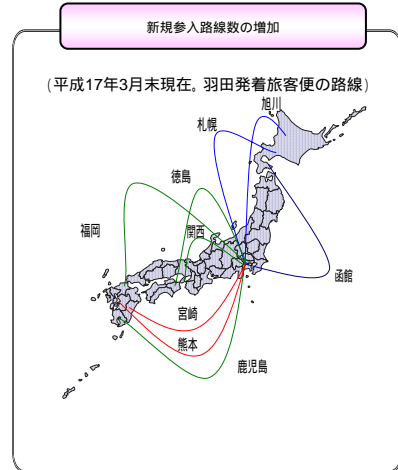 新規参入路線数の増加
(平成17年3月末現在。羽田発着旅客便の路線)
旭川
札幌
徳島
福岡
関西
函館
宮崎
熊本
鹿児島